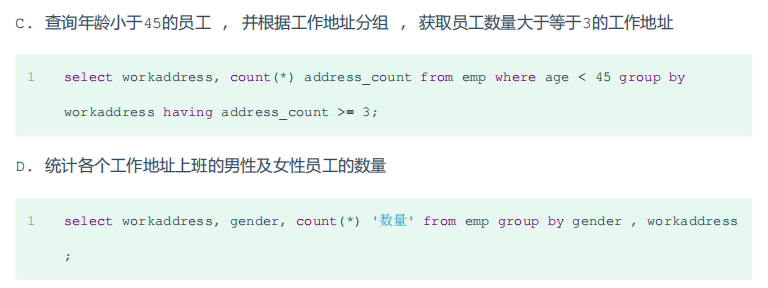 C. 查询年龄小于45的员工 , 并根据工作地址分组 , 获取员工数量大于等于3的工作地址
1 select workaddress, count(*) address_count from emp where age < 45 group by
workaddress having address_count >= 3;
D. 统计各个工作地址上班的男性及女性员工的数量
1 select workaddress, gender, count(*) '数量' from emp group by gender , workaddress
;